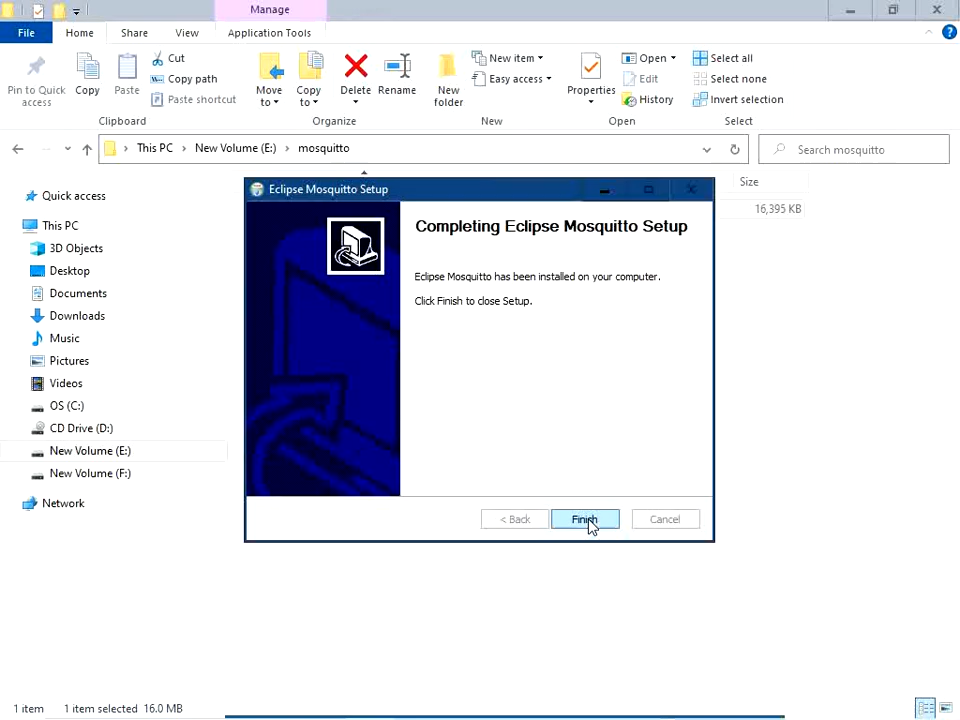 Manage
File
Home
Share
View
Application Tools
Pin to Quick access
Copy
Paste
Cut
Copy path
Paste shortcut
Clipboard
Move to
Copy to
Delete
Rename
Organize
New folder
New item
Easy access
New
Properties
Open
Edit
History
Open
Select all
Select none
Invert selection
Select
This PC > New Volume (E:) > mosquitto
Search mosquitto
Size
16,395 KB
Quick access
This PC
3D Objects
Desktop
Documents
Downloads
Music
Pictures
Videos
OS (C:)
CD Drive (D:)
New Volume (E:)
New Volume (F:)
Network
Eclipse Mosquitto Setup
Completing Eclipse Mosquitto Setup
Eclipse Mosquitto has been installed on your computer.
Click Finish to close Setup.
< Back
Finish
Cancel
1 item
1 item selected 16.0 MB